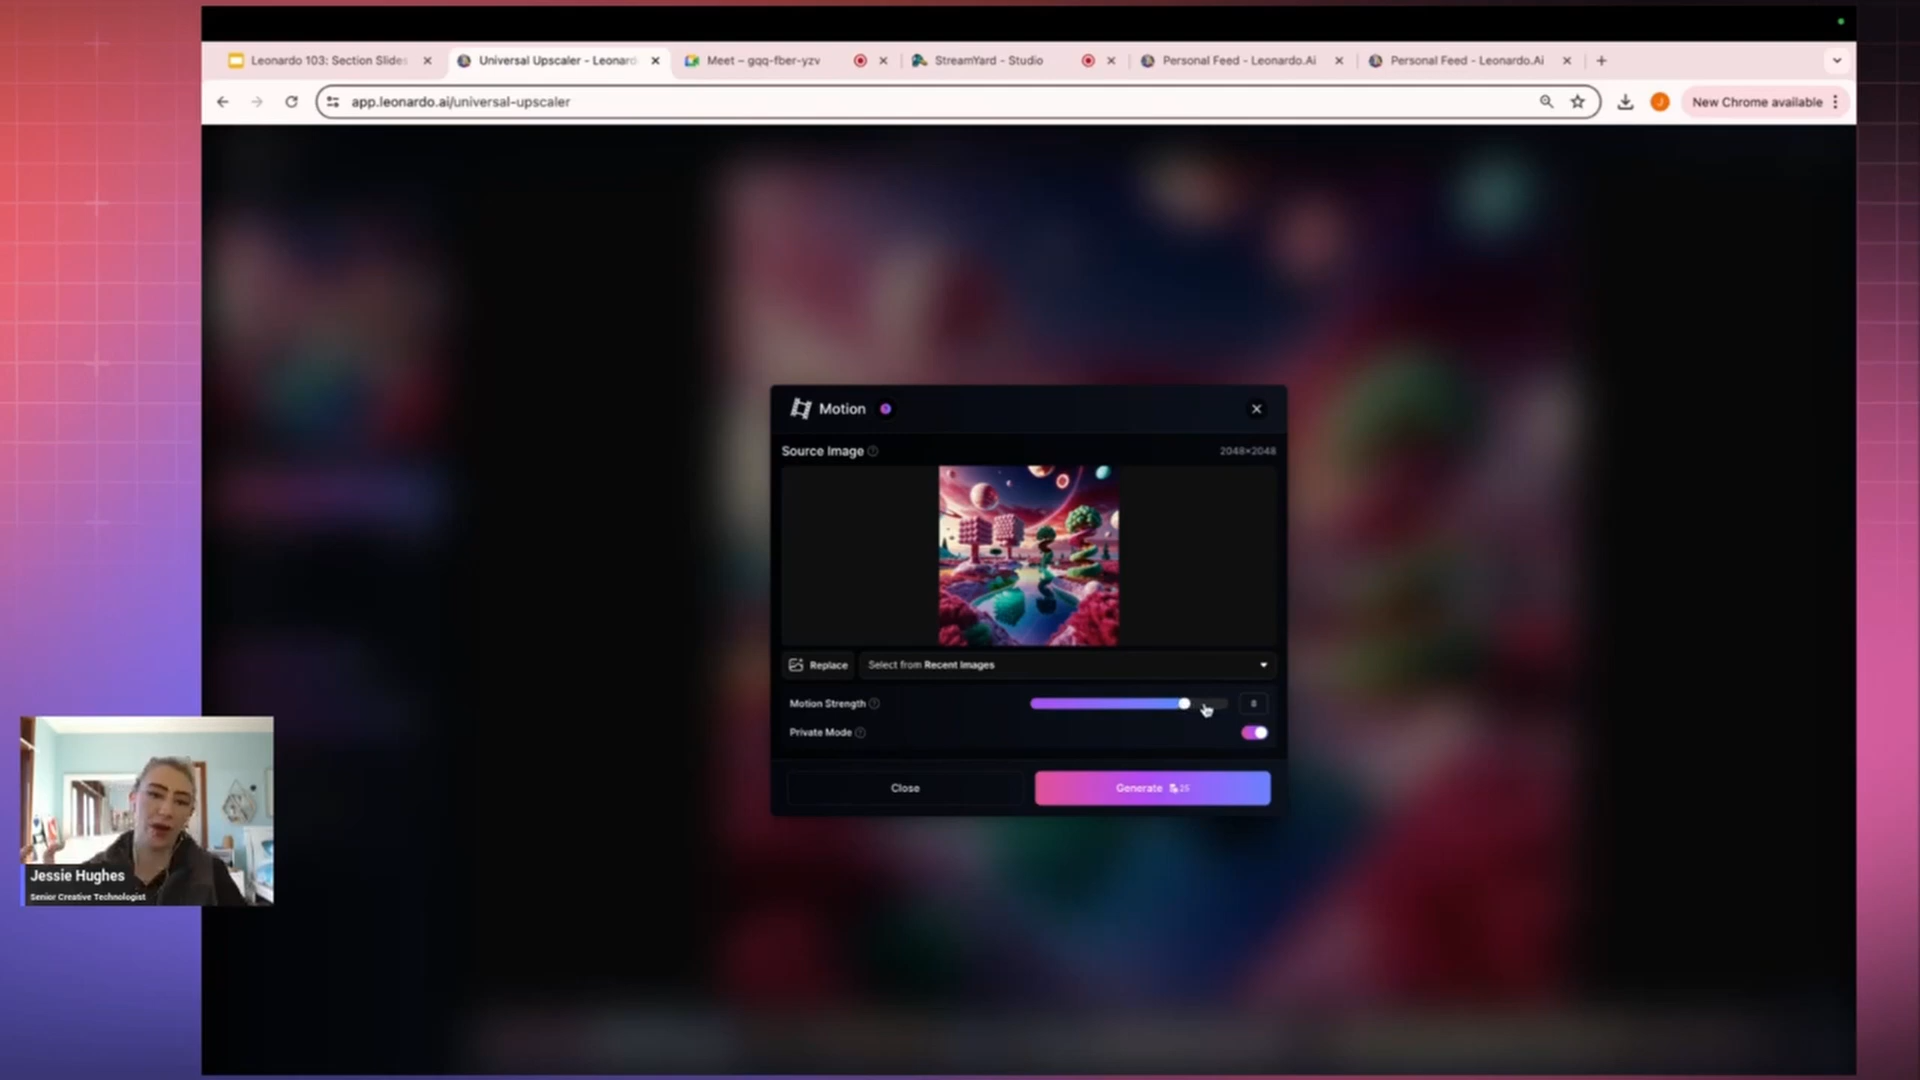 Leonardo 103: Section Slides
Universal Upscaler - Leonard
Meet – gqq-fber-yzv
StreamYard - Studio
Personal Feed - Leonardo.Ai
Personal Feed - Leonardo.Ai
app.leonardo.ai/universal-upscaler
New Chrome available
Motion
Source Image
2048×2048
Replace
Select from Recent Images
Motion Strength
8
Private Mode
Close
Generate 25
Jessie Hughes
Senior Creative Technologist